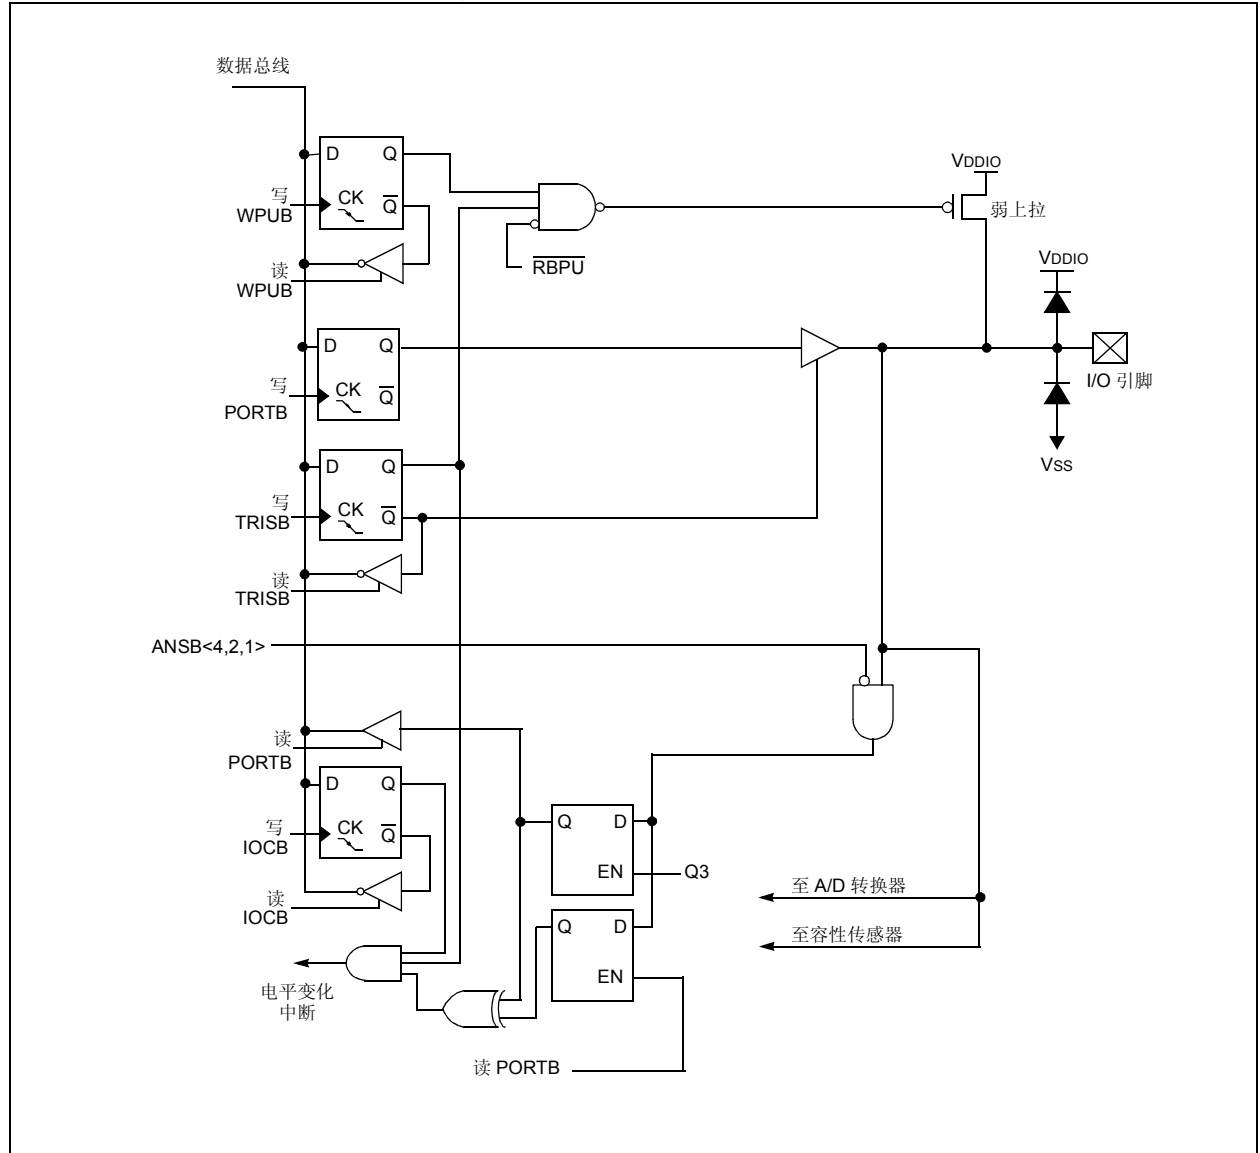 数据总线
D Q
写
WPUB
CK Q̅
读
WPUB
R̅B̅P̅U̅
VDDIO
弱上拉
VDDIO
D Q
写
PORTB
CK Q̅
I/O 引脚
VSS
D Q
写
TRISB
CK Q̅
读
TRISB
ANSB<4,2,1>
读
PORTB
D Q
写
IOCB
CK Q̅
读
IOCB
Q D
EN Q3
Q D
EN
至 A/D 转换器
至容性传感器
电平变化
中断
读 PORTB